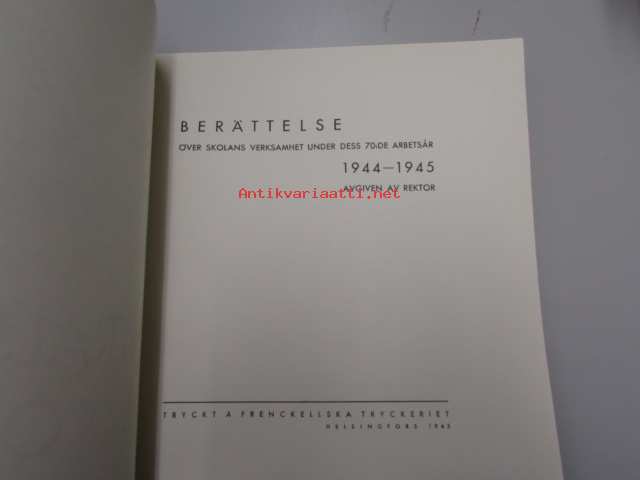 BERÄTTELSE
ÖVER SKOLANS VERKSAMHET UNDER DESS 70:DE ARBETSÅR
1944—1945
Antikvariaatti.net
AVGIVEN AV REKTOR
TRYCKT Å FRENCKELLSKA TRYCKERIET
HELSINGFORS 1945